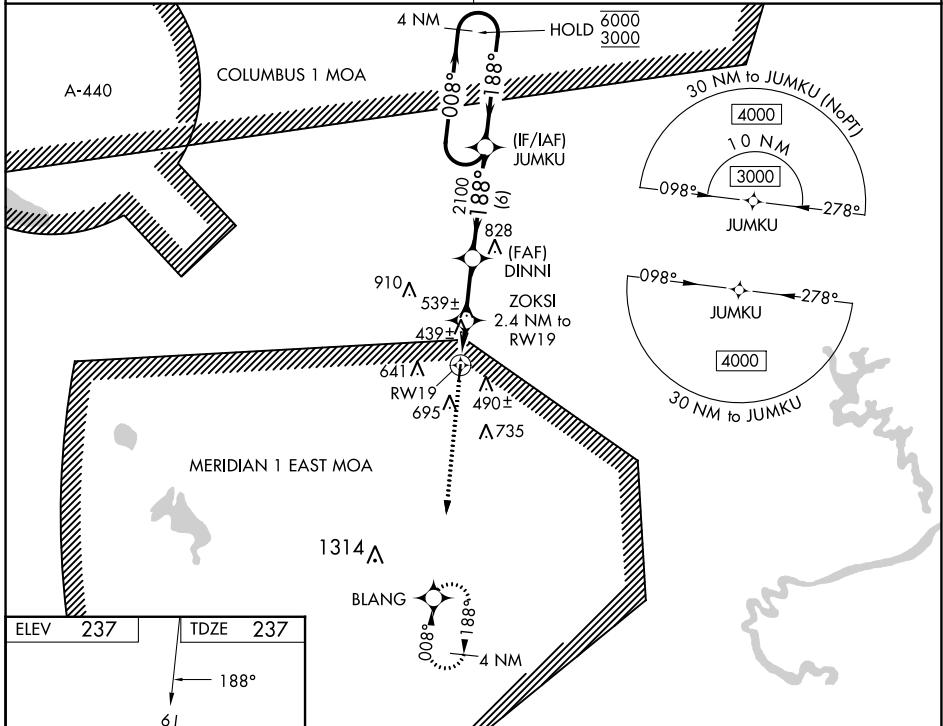 4 NM
HOLD
6000
3000
A-440
COLUMBUS 1 MOA
008°
188°
(IF/IAF)
JUMKU
2100
188°
(6)
828
(FAF)
DINNI
910
539±
ZOKSI
2.4 NM to
RW19
439±
641
RW19
695
490±
735
MERIDIAN 1 EAST MOA
1314
BLANG
008°
188°
4 NM
30 NM to JUMKU (NoPT)
4000
10 NM
3000
098°
278°
JUMKU
098°
278°
JUMKU
4000
30 NM to JUMKU
ELEV 237
TDZE 237
188°